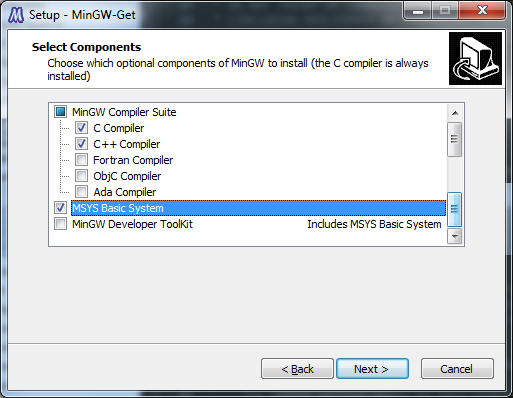 Setup - MinGW-Get
Select Components
Choose which optional components of MinGW to install (the C compiler is always
installed)
MinGW Compiler Suite
C Compiler
C++ Compiler
Fortran Compiler
ObjC Compiler
Ada Compiler
MSYS Basic System
MinGW Developer ToolKit Includes MSYS Basic System
< Back Next > Cancel